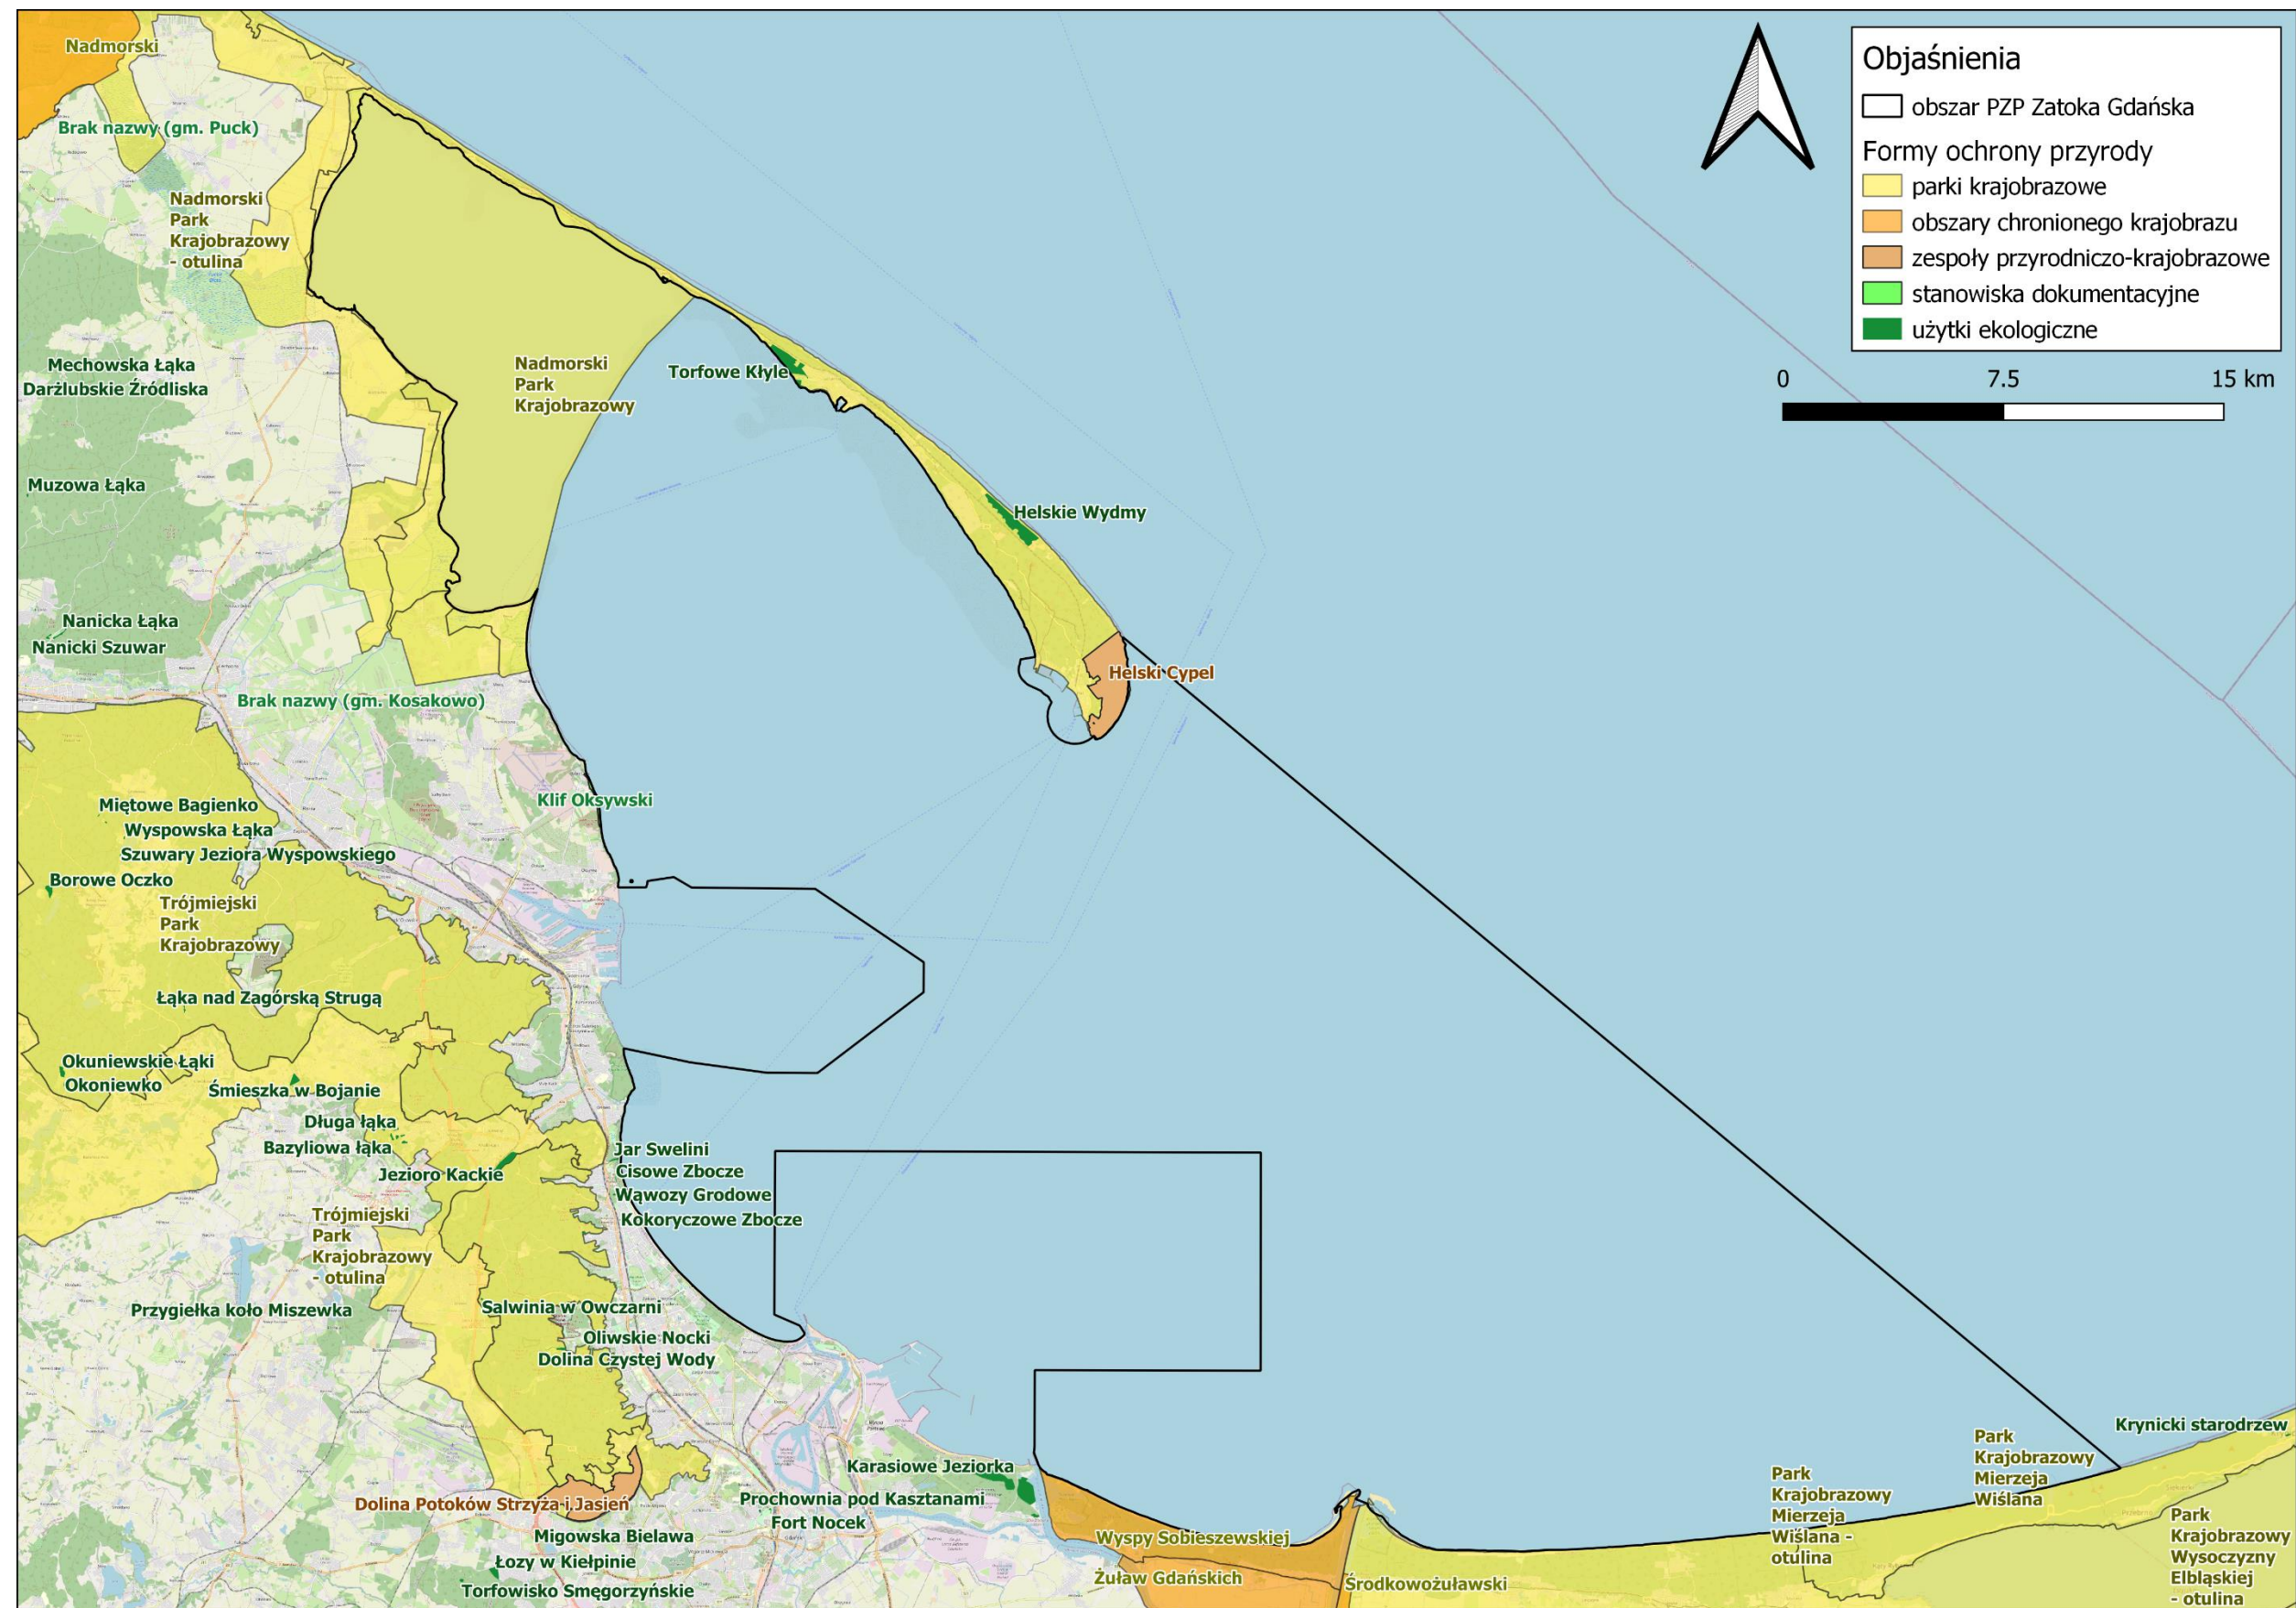 Nadmorski
Objaśnienia
obszar PZP Zatoka Gdańska
Formy ochrony przyrody
parki krajobrazowe
obszary chronionego krajobrazu
zespoły przyrodniczo-krajobrazowe
stanowiska dokumentacyjne
użytki ekologiczne
0 7.5 15 km
Brak nazwy (gm. Puck)
Nadmorski
Park
Krajobrazowy
- otulina
Mechowska Łąka
Darżlubskie Źródliska
Nadmorski
Park
Krajobrazowy
Torfowe Kłyle
Muzowa Łąka
Helskie Wydmy
Nanicka Łąka
Nanicki Szuwar
Helski Cypel
Brak nazwy (gm. Kosakowo)
Klif Oksywski
Miętowe Bagienko
Wyspowska Łąka
Szuwary Jeziora Wyspowskiego
Borowe Oczko
Trójmiejski
Park
Krajobrazowy
Łąka nad Zagórską Strugą
Okuniewskie Łąki
Okoniewko
Śmieszka w Bojanie
Długa łąka
Bazyliowa łąka
Jezioro Kackie
Jar Swelini
Cisowe Zbocze
Wąwozy Grodowe
Kokoryczowe Zbocze
Trójmiejski
Park
Krajobrazowy
- otulina
Przygiełka koło Miszewka
Salwinia w Owczarni
Oliwskie Nocki
Dolina Czystej Wody
Karasiowe Jeziorka
Prochownia pod Kasztanami
Fort Nocek
Dolina Potoków Strzyża i Jasień
Migowska Bielawa
Łozy w Kiełpinie
Torfowisko Smęgorzyńskie
Wyspy Sobieszewskiej
Żuław Gdańskich
Środkowożuławski
Park
Krajobrazowy
Mierzeja
Wiślana -
otulina
Park
Krajobrazowy
Mierzeja
Wiślana
Krynicki starodrzew
Park
Krajobrazowy
Wysoczyzny
Elbląskiej
- otulina